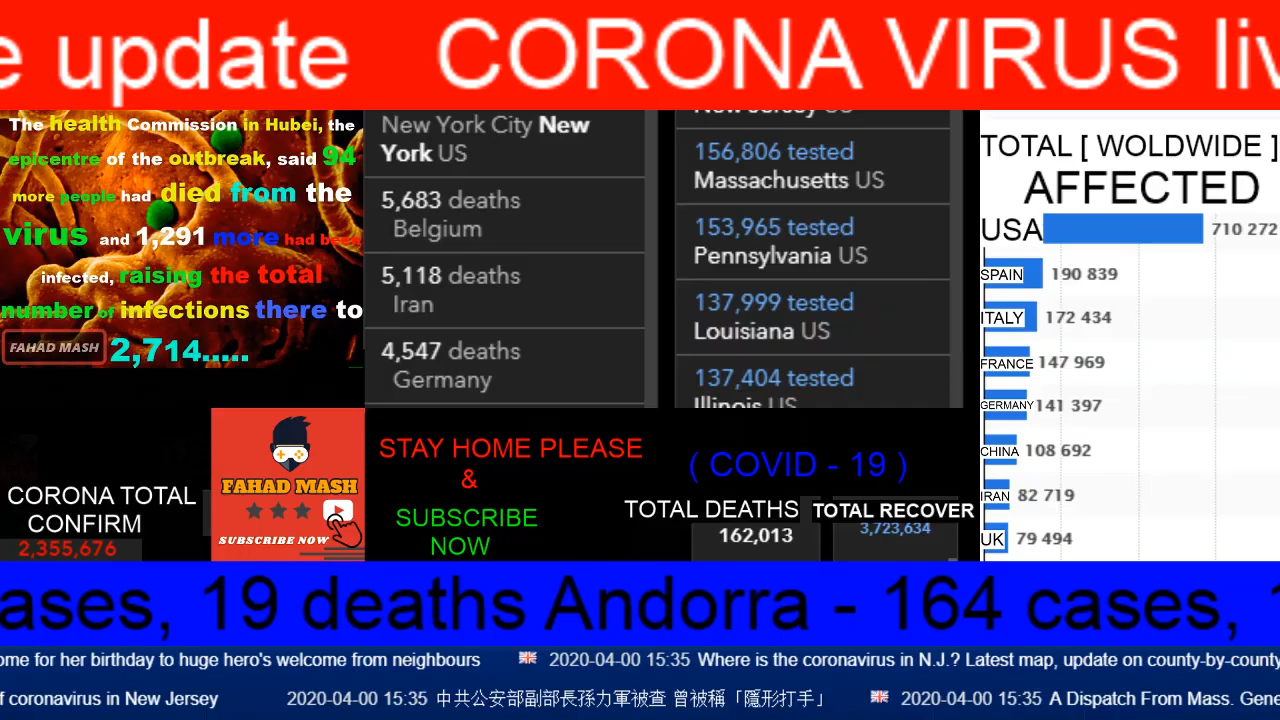 e update CORONA VIRUS liv
The health Commission in Hubei, the
epicentre of the outbreak, said 94
more people had died from the
virus and 1,291 more had been
infected, raising the total
number of infections there to
FAHAD MASH 2,714.....
New York City New
York US
5,683 deaths
Belgium
5,118 deaths
Iran
4,547 deaths
Germany
New Jersey US
156,806 tested
Massachusetts US
153,965 tested
Pennsylvania US
137,999 tested
Louisiana US
137,404 tested
Illinois US
TOTAL [ WOLDWIDE ]
AFFECTED
USA 710 272
SPAIN 190 839
ITALY 172 434
FRANCE 147 969
GERMANY 141 397
CHINA 108 692
IRAN 82 719
UK 79 494
CORONA TOTAL
CONFIRM
2,355,676
FAHAD MASH
SUBSCRIBE NOW
STAY HOME PLEASE
&
SUBSCRIBE
NOW
( COVID - 19 )
TOTAL DEATHS
162,013
TOTAL RECOVER
3,723,634
ases, 19 deaths Andorra - 164 cases,
ome for her birthday to huge hero's welcome from neighbours 2020-04-00 15:35 Where is the coronavirus in N.J.? Latest map, update on county-by-county
f coronavirus in New Jersey 2020-04-00 15:35 中共公安部副部長孫力軍被查 曾被稱「隱形打手」 2020-04-00 15:35 A Dispatch From Mass. Gene